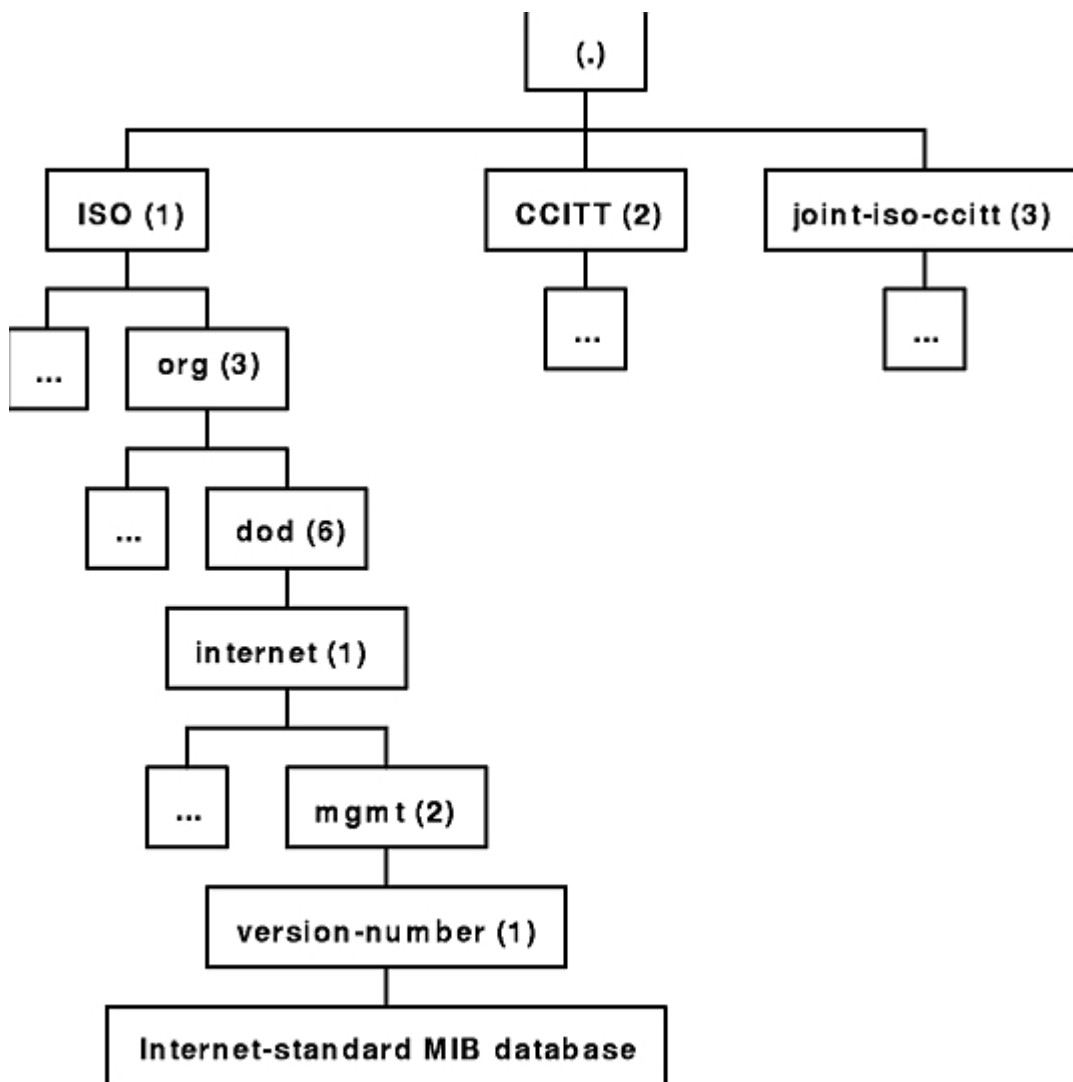 (.)
ISO (1)
CCITT (2)
joint-iso-ccitt (3)
...
org (3)
...
...
...
dod (6)
internet (1)
...
mgmt (2)
version-number (1)
Internet-standard MIB database